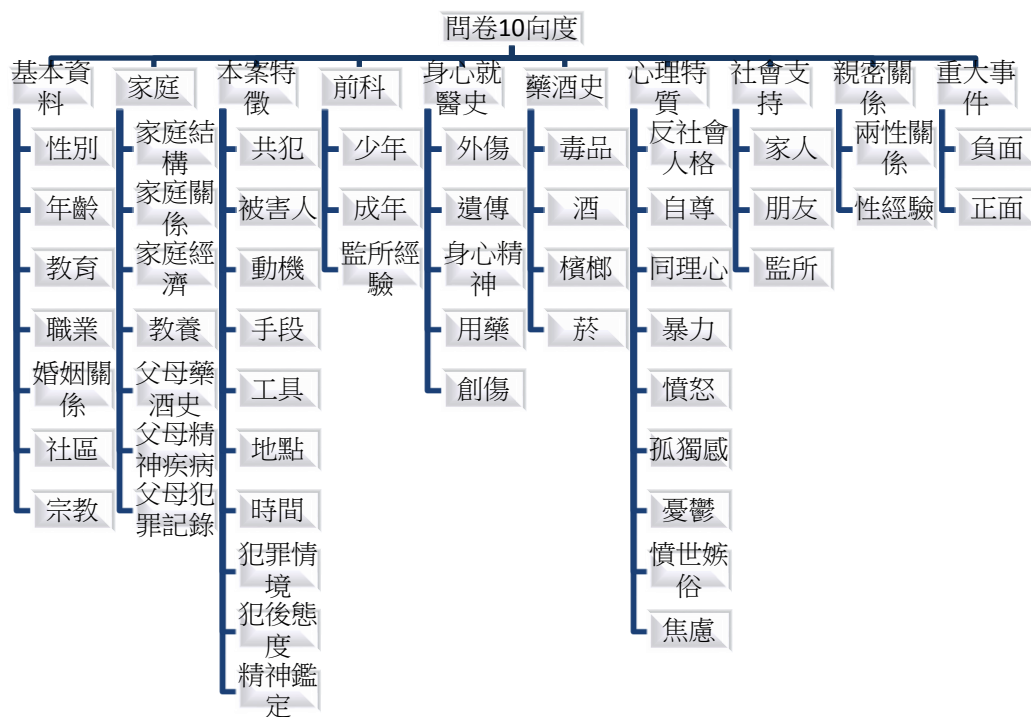 問卷10向度
基本資
料
家庭
本案特
徵
前科
身心就
醫史
藥酒史
心理特
質
社會支
持
親密關
係
重大事
件
性別
年齡
教育
職業
婚姻關
係
社區
宗教
家庭結
構
家庭關
係
家庭經
濟
教養
父母藥
酒史
父母精
神疾病
父母犯
罪記錄
共犯
被害人
動機
手段
工具
地點
時間
犯罪情
境
犯後態
度
精神鑑
定
少年
成年
監所經
驗
外傷
遺傳
身心精
神
用藥
創傷
毒品
酒
檳榔
菸
反社會
人格
自尊
同理心
暴力
憤怒
孤獨感
憂鬱
憤世嫉
俗
焦慮
家人
朋友
監所
兩性關
係
性經驗
負面
正面